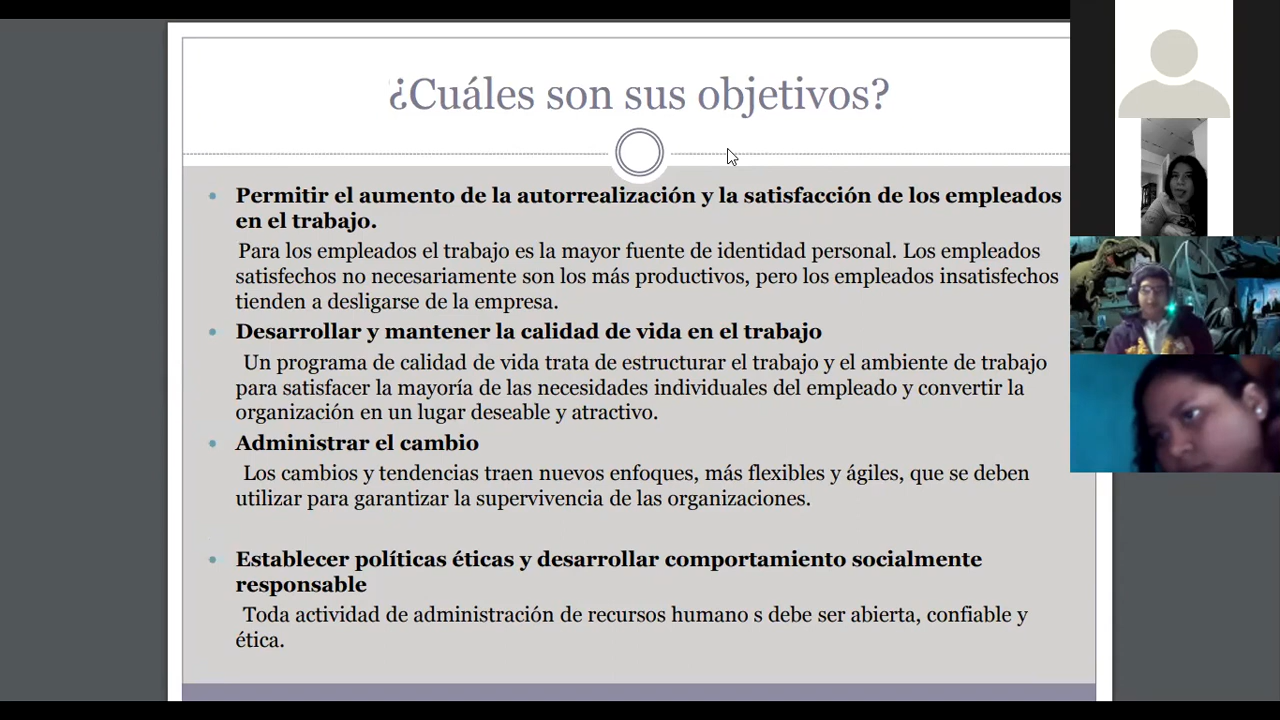 ¿Cuáles son sus objetivos?
• Permitir el aumento de la autorrealización y la satisfacción de los empleados
en el trabajo.
Para los empleados el trabajo es la mayor fuente de identidad personal. Los empleados
satisfechos no necesariamente son los más productivos, pero los empleados insatisfechos
tienden a desligarse de la empresa.
• Desarrollar y mantener la calidad de vida en el trabajo
Un programa de calidad de vida trata de estructurar el trabajo y el ambiente de trabajo
para satisfacer la mayoría de las necesidades individuales del empleado y convertir la
organización en un lugar deseable y atractivo.
• Administrar el cambio
Los cambios y tendencias traen nuevos enfoques, más flexibles y ágiles, que se deben
utilizar para garantizar la supervivencia de las organizaciones.
• Establecer políticas éticas y desarrollar comportamiento socialmente
responsable
Toda actividad de administración de recursos humano s debe ser abierta, confiable y
ética.